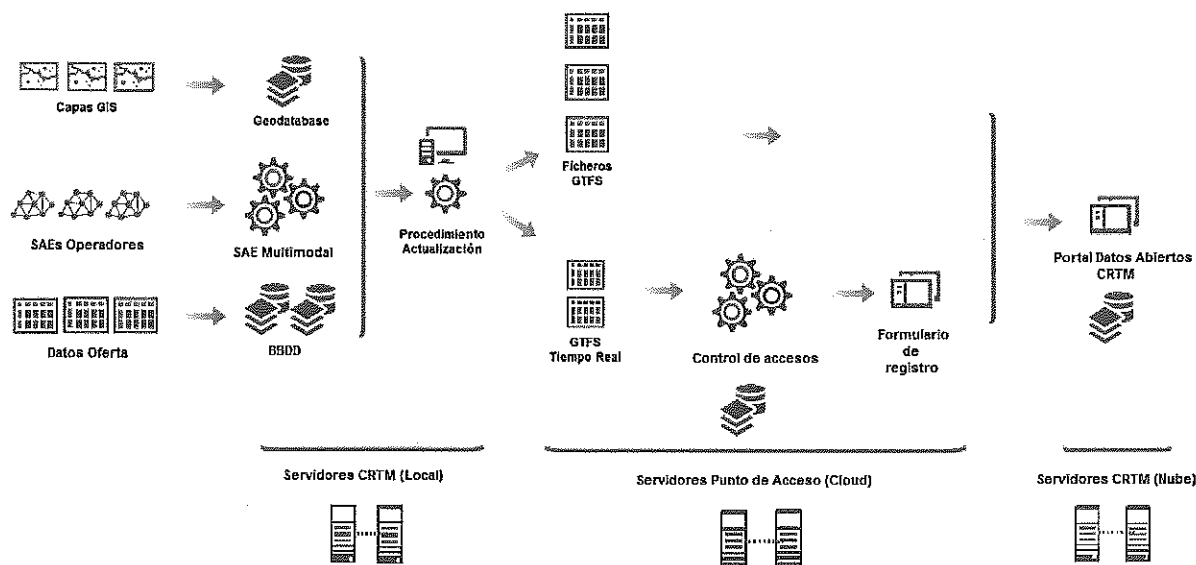 Capas GIS
Geodatabase
Ficheros
GTFS
SAEs Operadores
SAE Multimodal
Procedimiento
Actualización
Portal Datos Abiertos
CRTM
Datos Oferta
BBDD
GTFS
Tiempo Real
Control de accesos
Formulario
de
registro
Servidores CRTM (Local)
Servidores Punto de Acceso (Cloud)
Servidores CRTM (Nube)